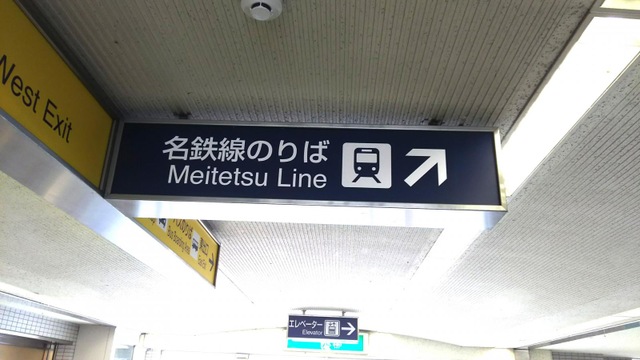 West Exit
名鉄線のりば
Meitetsu Line
エレベーター
Elevator